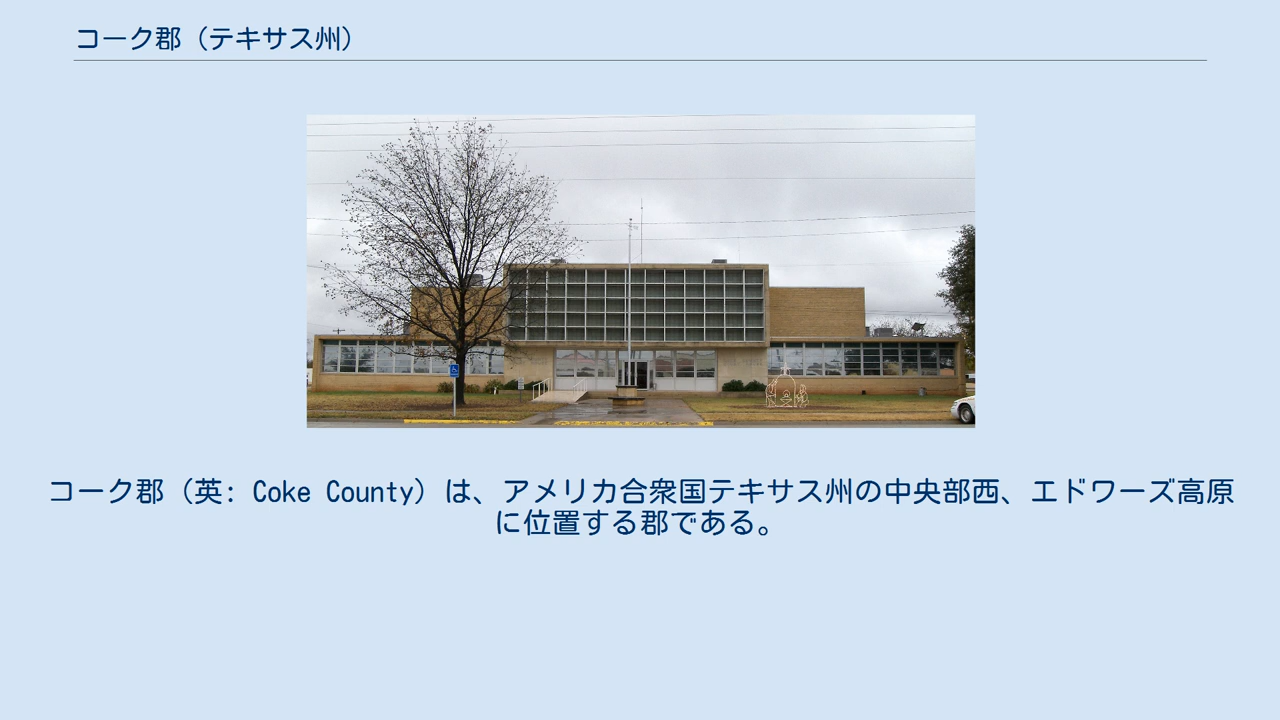 コーク郡（テキサス州）
コーク郡（英: Coke County）は、アメリカ合衆国テキサス州の中央部西、エドワーズ高原
に位置する郡である。